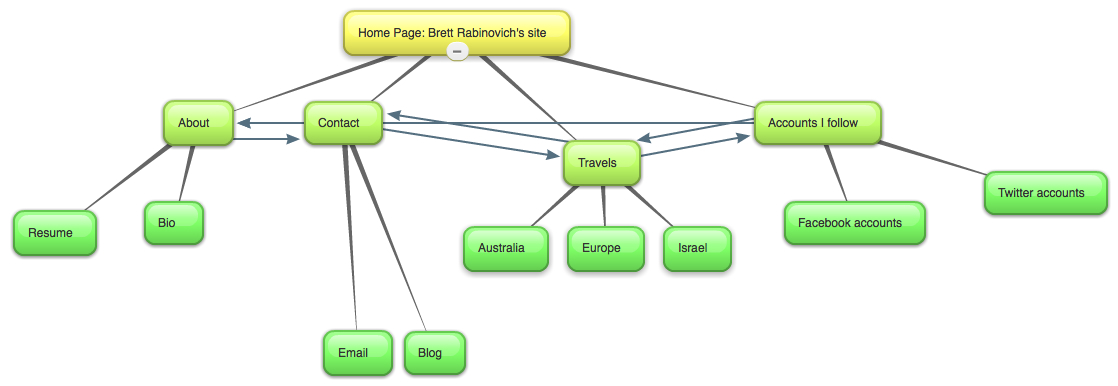 Home Page: Brett Rabinovich's site
About
Contact
Accounts I follow
Travels
Resume
Bio
Australia
Europe
Israel
Facebook accounts
Twitter accounts
Email
Blog